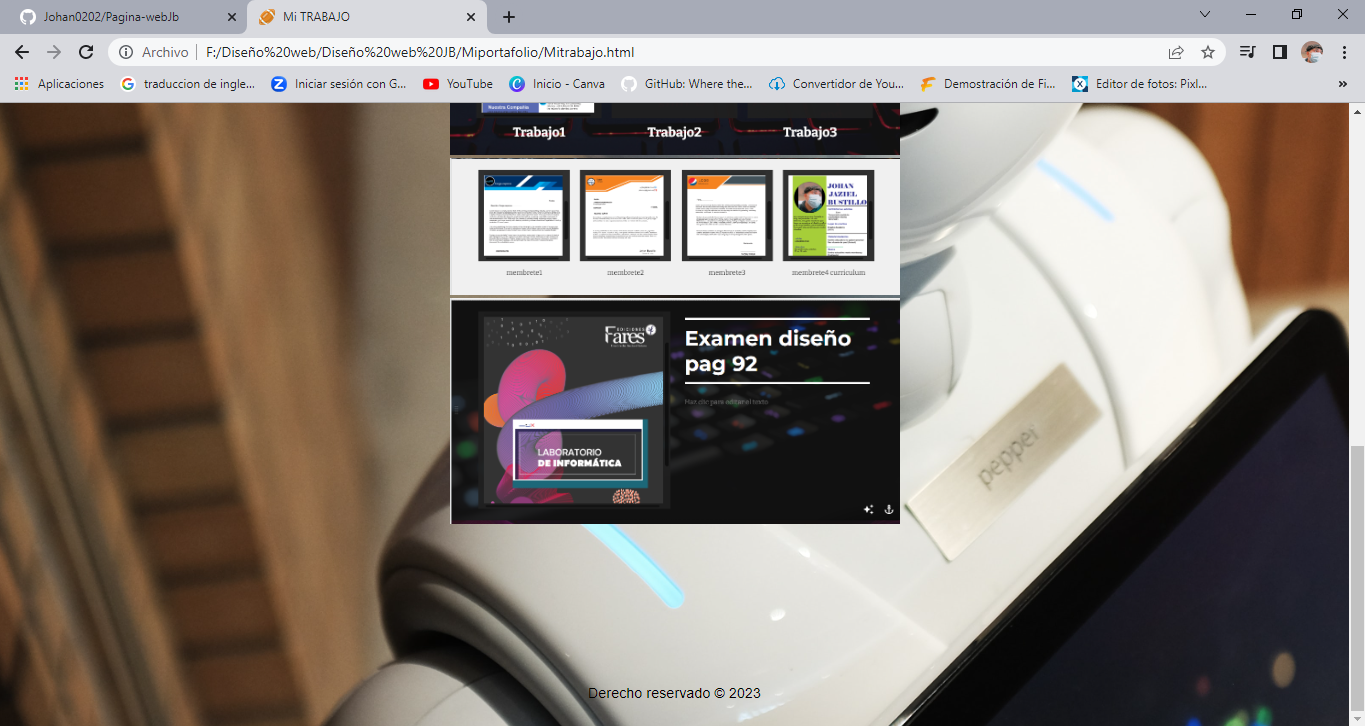 Johan0202/Pagina-webJb
Mi TRABAJO
Archivo
F:/Diseño%20web/Diseño%20web%20JB/Miportafolio/Mitrabajo.html
Aplicaciones
traduccion de ingle...
Iniciar sesión con G...
YouTube
Inicio - Canva
GitHub: Where the...
Convertidor de You...
Demostración de Fi...
Editor de fotos: Pixl...
»
Nuestra Compañia
Trabajo1
Trabajo2
Trabajo3
JOHAN
JAZIEL
BUSTILLO
membrete1
membrete2
membrete3
membrete4 curriculum
EDICIONES
Fares
Examen diseño
pag 92
Haz clic para editar el texto
LABORATORIO
DE INFORMÁTICA
pepper
Derecho reservado © 2023